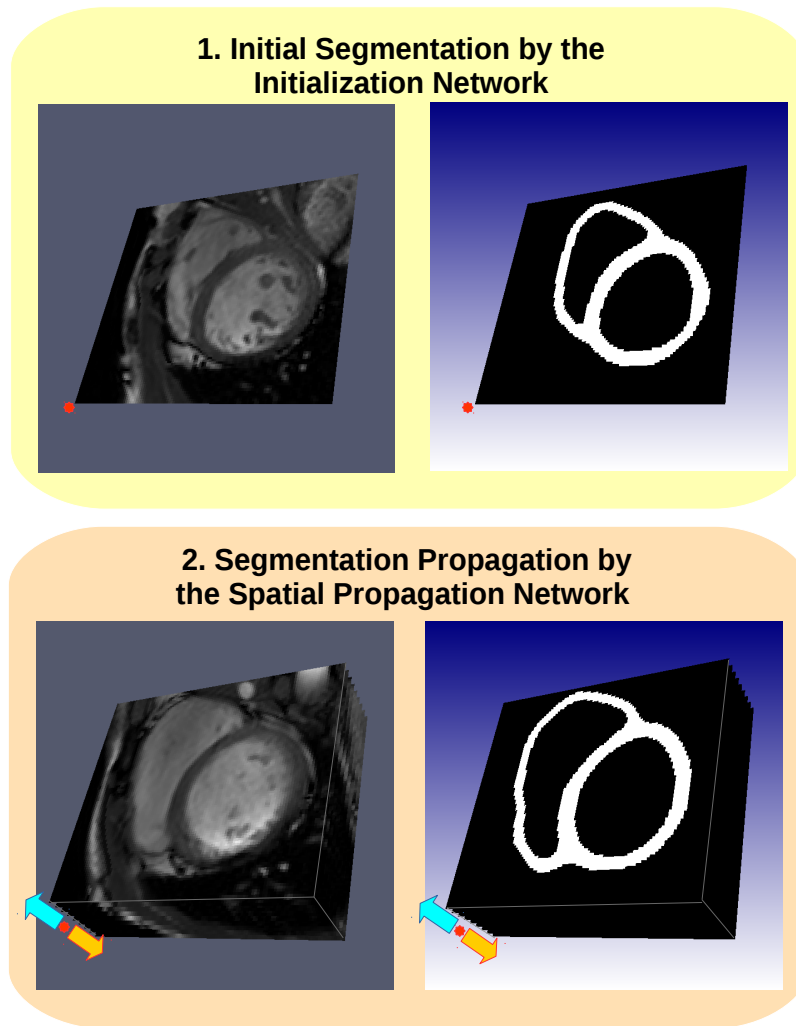 1. Initial Segmentation by the
Initialization Network
2. Segmentation Propagation by
the Spatial Propagation Network